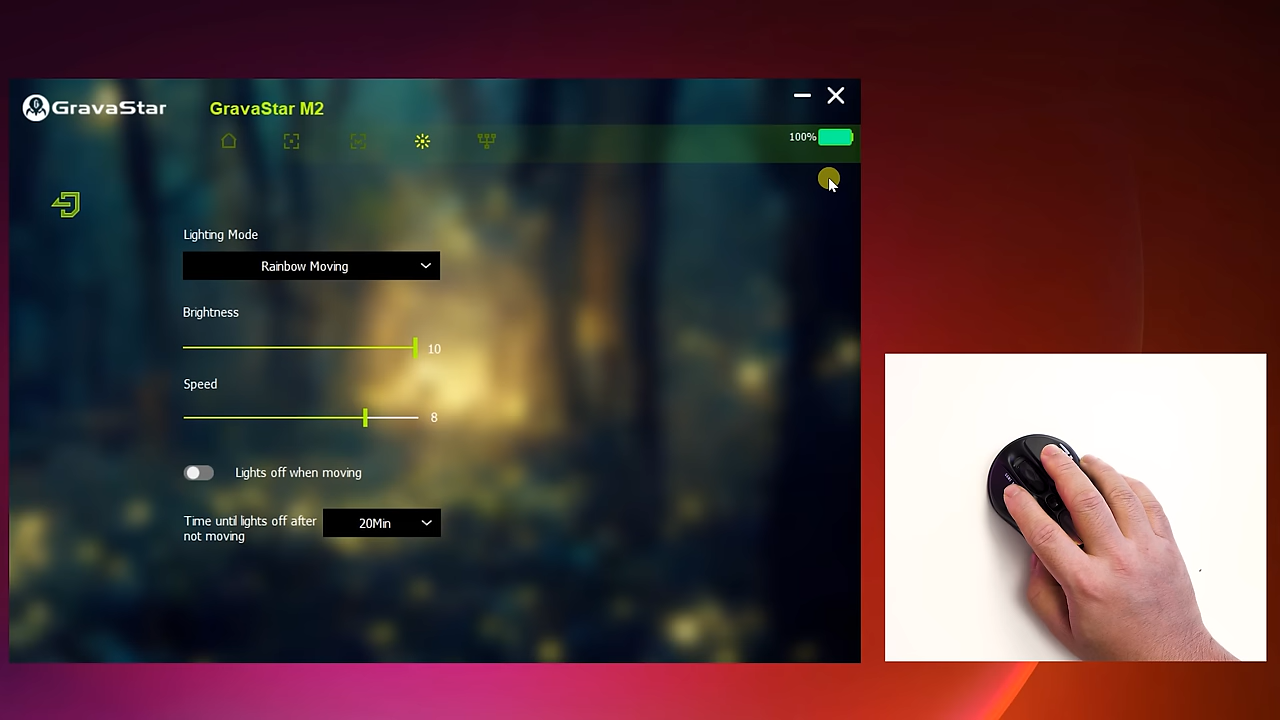 GravaStar
GravaStar M2
100%
Lighting Mode
Rainbow Moving
Brightness
10
Speed
8
Lights off when moving
Time until lights off after
not moving
20Min